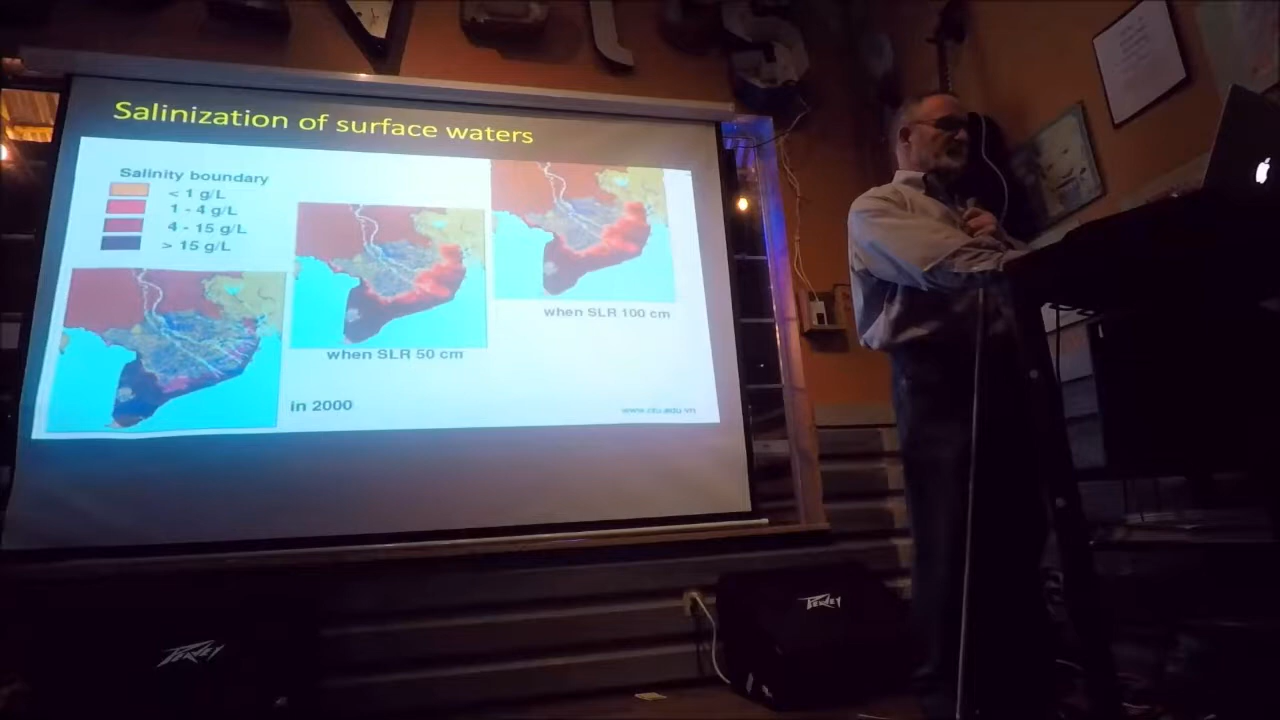 Salinization of surface waters
Salinity boundary
< 1 g/L
1 - 4 g/L
4 - 15 g/L
> 15 g/L
when SLR 100 cm
when SLR 50 cm
in 2000
www.ctu.edu.vn
PEAVEY
PEAVEY